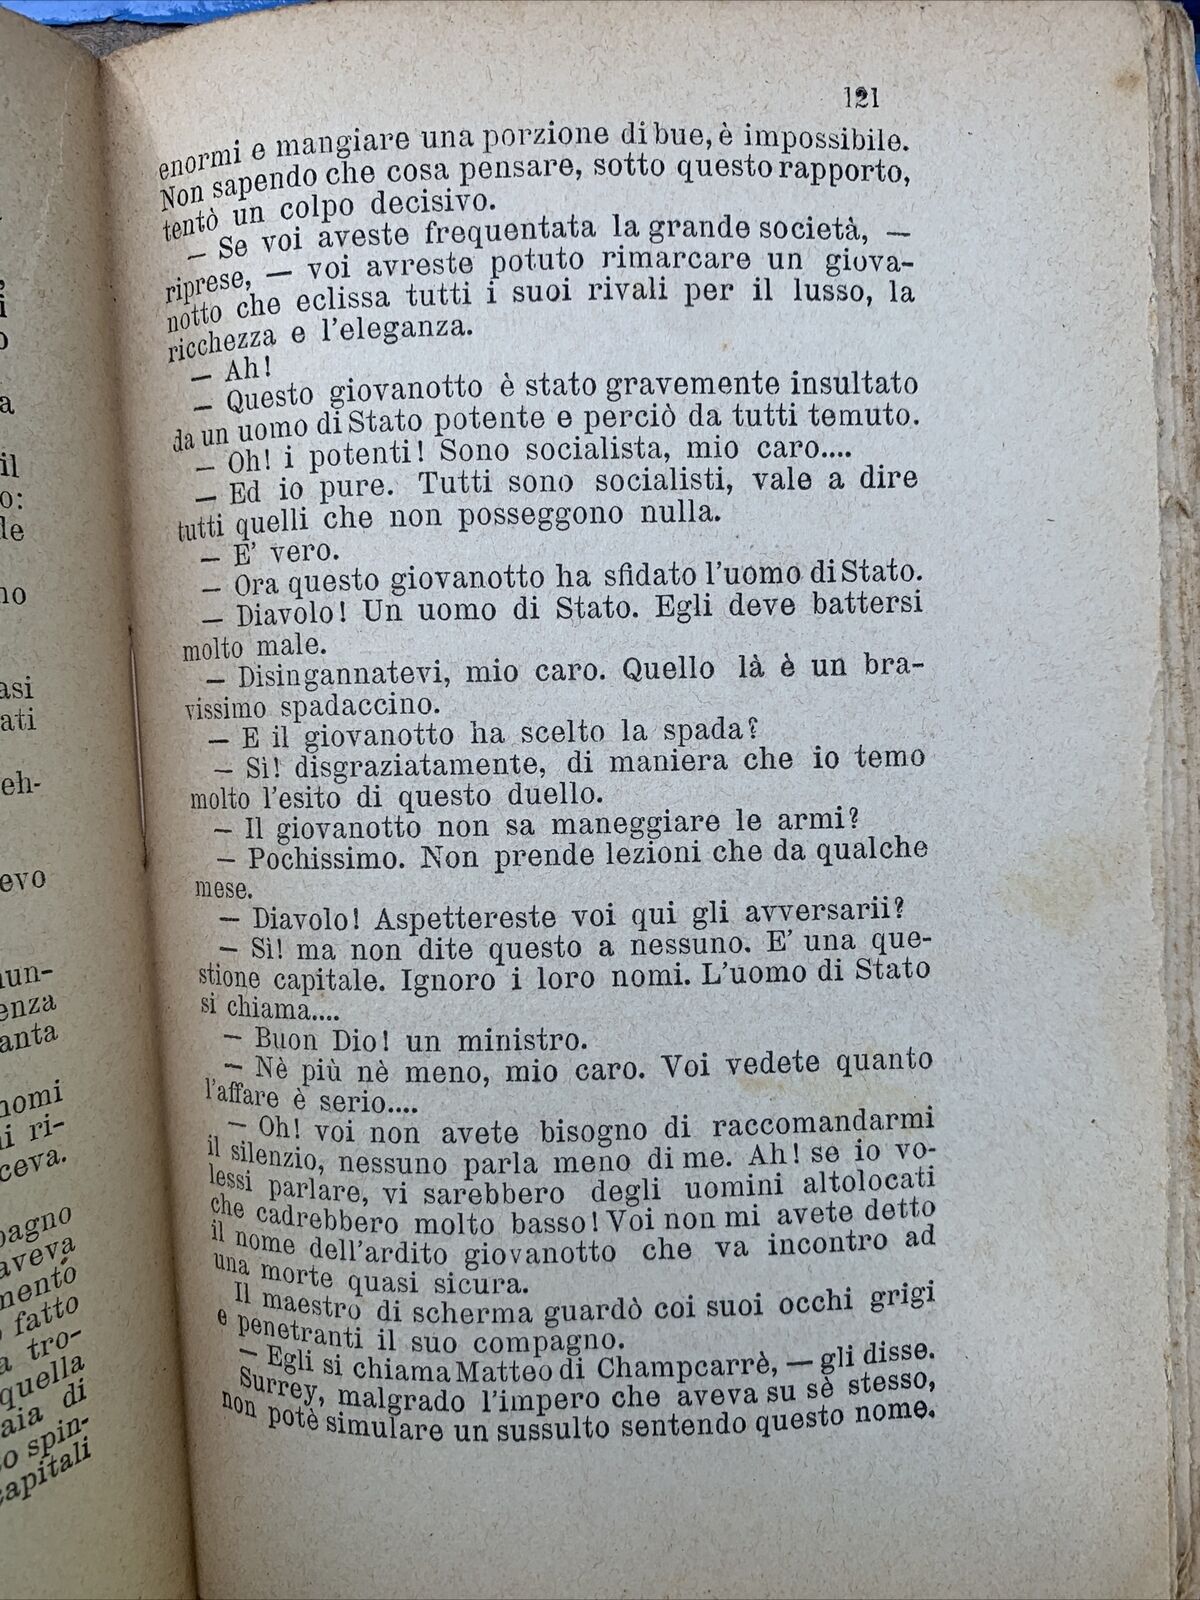 121
enormi e mangiare una porzione di bue, è impossibile.
Non sapendo che cosa pensare, sotto questo rapporto,
tentò un colpo decisivo.
— Se voi aveste frequentata la grande società, —
riprese, — voi avreste potuto rimarcare un giova-
notto che eclissa tutti i suoi rivali per il lusso, la
ricchezza e l'eleganza.
— Ah!
— Questo giovanotto è stato gravemente insultato
da un uomo di Stato potente e perciò da tutti temuto.
— Oh! i potenti! Sono socialista, mio caro....
— Ed io pure. Tutti sono socialisti, vale a dire
tutti quelli che non posseggono nulla.
— E' vero.
— Ora questo giovanotto ha sfidato l'uomo di Stato.
— Diavolo! Un uomo di Stato. Egli deve battersi
molto male.
— Disingannatevi, mio caro. Quello là è un bra-
vissimo spadaccino.
— E il giovanotto ha scelto la spada?
— Sì! disgraziatamente, di maniera che io temo
molto l'esito di questo duello.
— Il giovanotto non sa maneggiare le armi?
— Pochissimo. Non prende lezioni che da qualche
mese.
— Diavolo! Aspettereste voi qui gli avversarii?
— Sì! ma non dite questo a nessuno. E' una que-
stione capitale. Ignoro i loro nomi. L'uomo di Stato
si chiama....
— Buon Dio! un ministro.
— Nè più nè meno, mio caro. Voi vedete quanto
l'affare è serio....
— Oh! voi non avete bisogno di raccomandarmi
il silenzio, nessuno parla meno di me. Ah! se io vo-
lessi parlare, vi sarebbero degli uomini altolocati
che cadrebbero molto basso! Voi non mi avete detto
il nome dell'ardito giovanotto che va incontro ad
una morte quasi sicura.
Il maestro di scherma guardò coi suoi occhi grigi
e penetranti il suo compagno.
— Egli si chiama Matteo di Champcarrè, — gli disse.
Surrey, malgrado l'impero che aveva su sè stesso,
non potè simulare un sussulto sentendo questo nome.